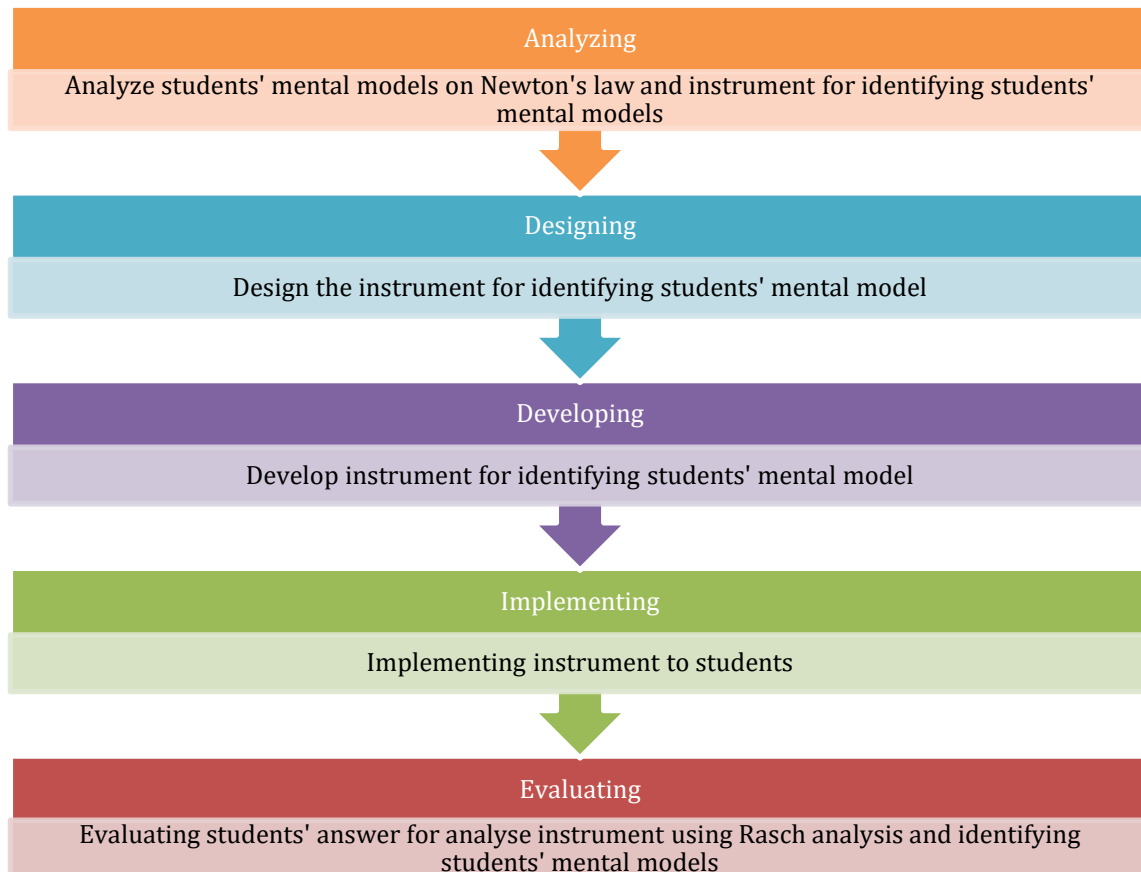 Analyzing
Analyze students' mental models on Newton's law and instrument for identifying students'
mental models
Designing
Design the instrument for identifying students' mental model
Developing
Develop instrument for identifying students' mental model
Implementing
Implementing instrument to students
Evaluating
Evaluating students' answer for analyse instrument using Rasch analysis and identifying
students' mental models